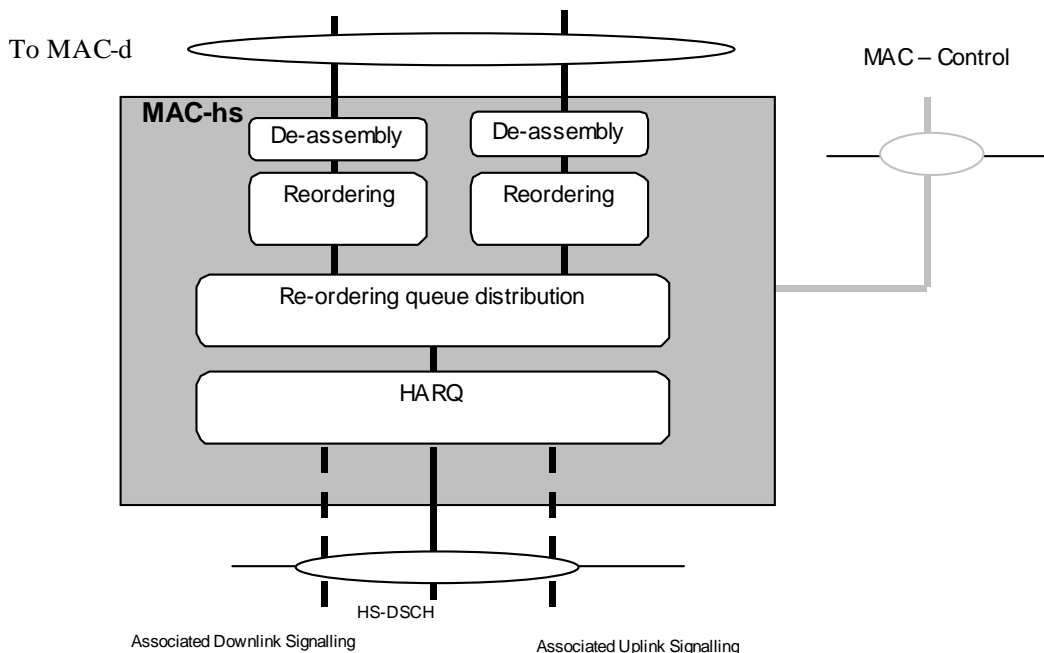 To MAC-d
MAC – Control
MAC-hs
De-assembly
De-assembly
Reordering
Reordering
Re-ordering queue distribution
HARQ
HS-DSCH
Associated Downlink Signalling
Associated Uplink Signalling